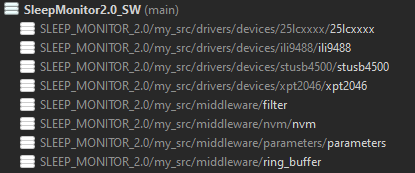 SleepMonitor2.0_SW (main)
SLEEP_MONITOR_2.0/my_src/drivers/devices/25lcxxxx/25lcxxxx
SLEEP_MONITOR_2.0/my_src/drivers/devices/ili9488/ili9488
SLEEP_MONITOR_2.0/my_src/drivers/devices/stusb4500/stusb4500
SLEEP_MONITOR_2.0/my_src/drivers/devices/xpt2046/xpt2046
SLEEP_MONITOR_2.0/my_src/middleware/filter
SLEEP_MONITOR_2.0/my_src/middleware/nvm/nvm
SLEEP_MONITOR_2.0/my_src/middleware/parameters/parameters
SLEEP_MONITOR_2.0/my_src/middleware/ring_buffer